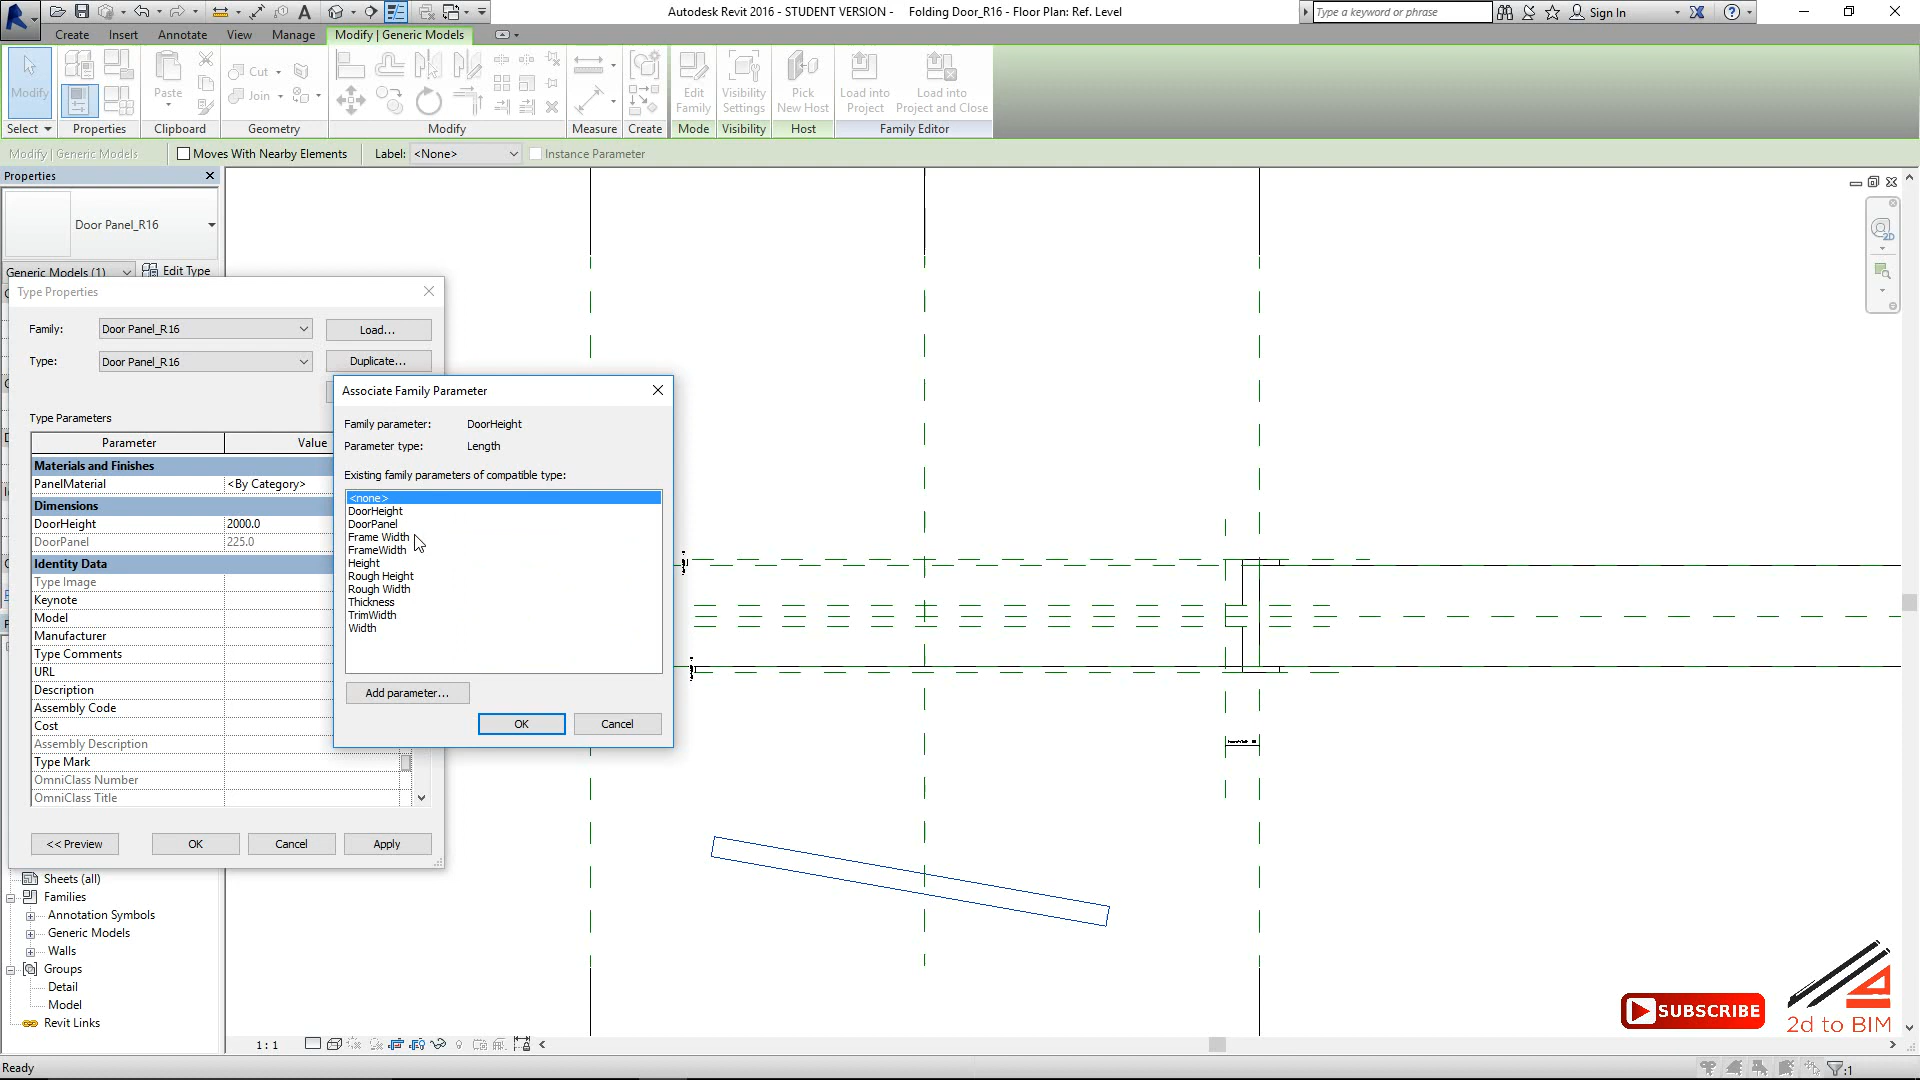 Autodesk Revit 2016 - STUDENT VERSION -    Folding Door_R16 - Floor Plan: Ref. Level
Type a keyword or phrase
Sign In
Create Insert Annotate View Manage Modify | Generic Models
Modify
Paste
Cut
Join
Edit Family
Visibility Settings
Pick New Host
Load into Project
Load into Project and Close
Select Properties Clipboard Geometry Modify Measure Create Mode Visibility Host Family Editor
Modify | Generic Models
Moves With Nearby Elements
Label: <None>
Instance Parameter
Properties
Door Panel_R16
Generic Models (1)
Edit Type
Type Properties
Family: Door Panel_R16 Load...
Type: Door Panel_R16 Duplicate...
Type Parameters
Parameter Value
Materials and Finishes
PanelMaterial <By Category>
Dimensions
DoorHeight 2000.0
DoorPanel 225.0
Identity Data
Type Image
Keynote
Model
Manufacturer
Type Comments
URL
Description
Assembly Code
Cost
Assembly Description
Type Mark
OmniClass Number
OmniClass Title
<< Preview OK Cancel Apply
Associate Family Parameter
Family parameter: DoorHeight
Parameter type: Length
Existing family parameters of compatible type:
<none>
DoorHeight
DoorPanel
Frame Width
FrameWidth
Height
Rough Height
Rough Width
Thickness
TrimWidth
Width
Add parameter...
OK Cancel
Sheets (all)
Families
Annotation Symbols
Generic Models
Walls
Groups
Detail
Model
Revit Links
1 : 1
Ready
SUBSCRIBE
2d to BIM
:1
2D